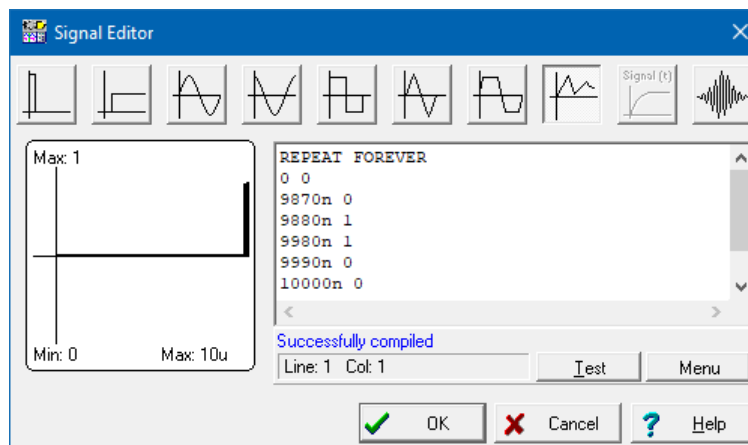 Signal Editor
Signal (t)
Max: 1
Min: 0 Max: 10u
REPEAT FOREVER
0 0
9870n 0
9880n 1
9980n 1
9990n 0
10000n 0
Successfully compiled
Line: 1 Col: 1
Test
Menu
OK
Cancel
? Help